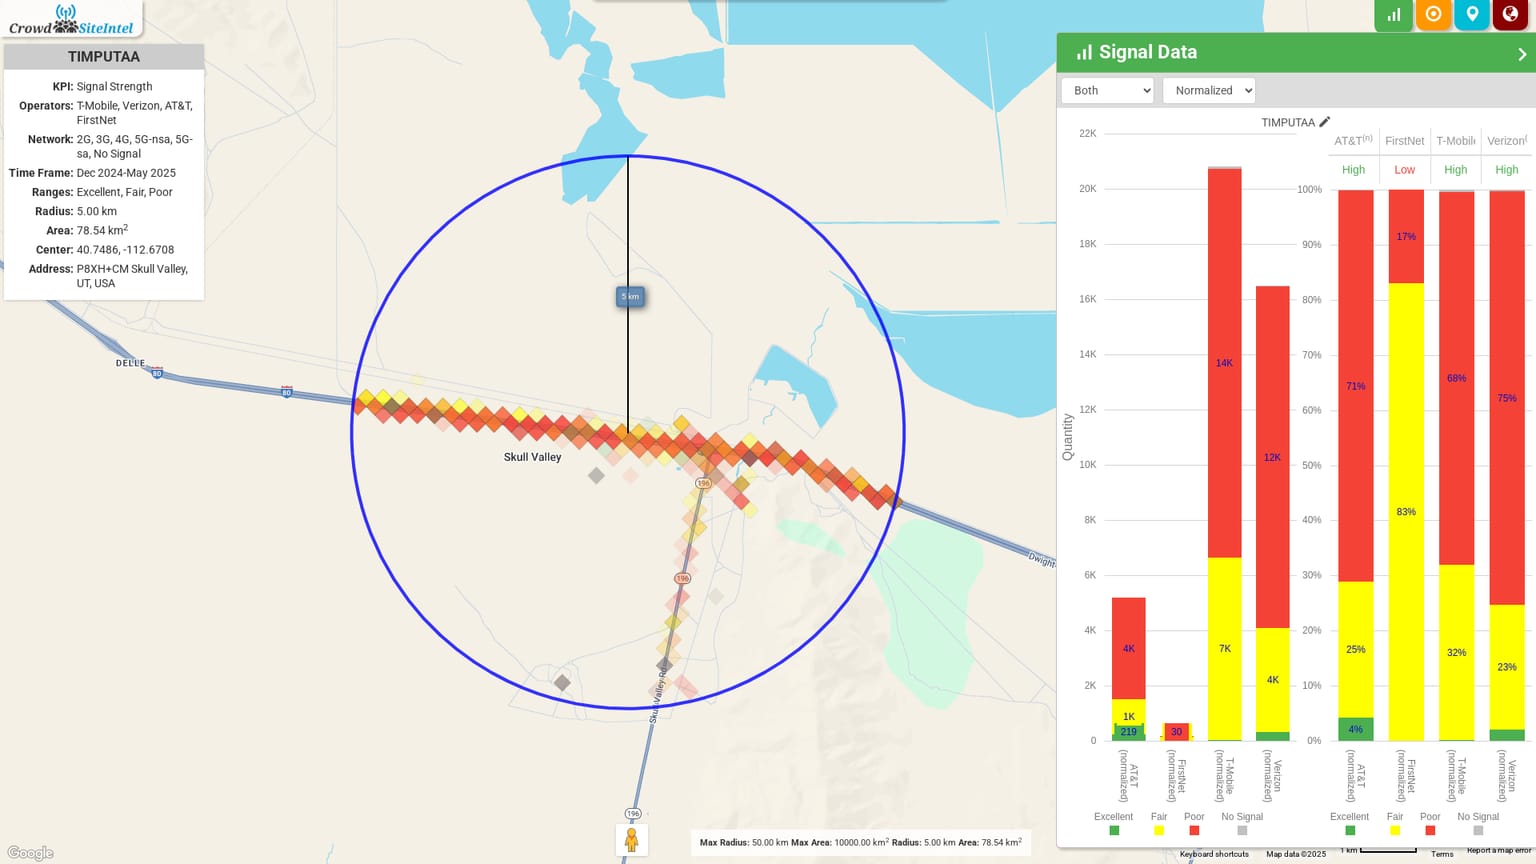 Crowd SiteIntel
TIMPUTAA
KPI: Signal Strength
Operators: T-Mobile, Verizon, AT&T,
FirstNet
Network: 2G, 3G, 4G, 5G-nsa, 5G-
sa, No Signal
Time Frame: Dec 2024-May 2025
Ranges: Excellent, Fair, Poor
Radius: 5.00 km
Area: 78.54 km2
Center: 40.7486, -112.6708
Address: P8XH+CM Skull Valley,
UT, USA
5 km
DELLE
80
80
Skull Valley
196
196
Skull Valley Rd
196
Dwight
Google
Max Radius: 50.00 km Max Area: 10000.00 km2 Radius: 5.00 km Area: 78.54 km2
Signal Data
Both
Normalized
TIMPUTAA
Quantity
22K
20K
18K
16K
14K
12K
10K
8K
6K
4K
2K
0
4K
1K
219
30
14K
7K
12K
4K
AT&T (normalized)
FirstNet (normalized)
T-Mobile (normalized)
Verizon (normalized)
Excellent Fair Poor No Signal
AT&T(n) FirstNet T-Mobile Verizon(
High Low High High
100%
90%
80%
70%
60%
50%
40%
30%
20%
10%
0%
71%
25%
4%
17%
83%
68%
32%
75%
23%
AT&T (normalized)
FirstNet (normalized)
T-Mobile (normalized)
Verizon (normalized)
Excellent Fair Poor No Signal
Keyboard shortcuts Map data ©2025 1 km Terms Report a map error